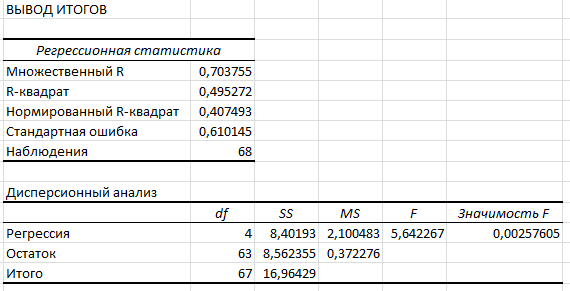 ВЫВОД ИТОГОВ
Регрессионная статистика
Множественный R 0,703755
R-квадрат 0,495272
Нормированный R-квадрат 0,407493
Стандартная ошибка 0,610145
Наблюдения 68
Дисперсионный анализ
df SS MS F Значимость F
Регрессия 4 8,40193 2,100483 5,642267 0,00257605
Остаток 63 8,562355 0,372276
Итого 67 16,96429